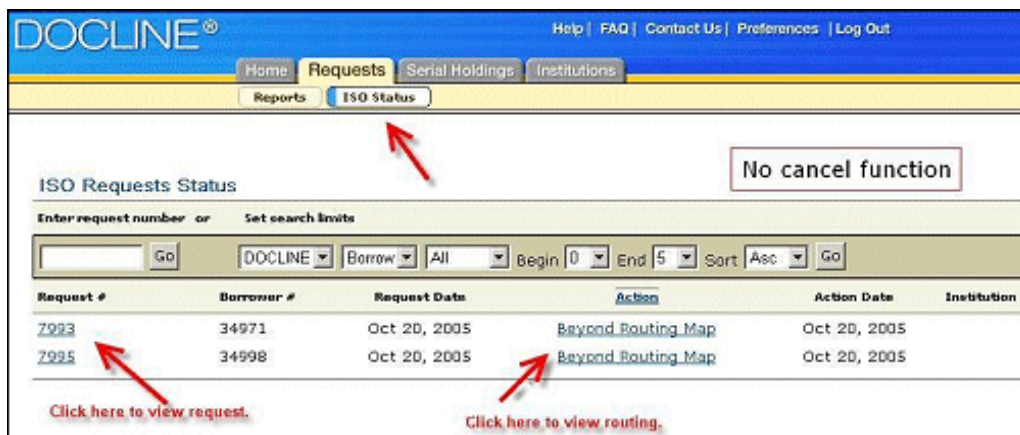 DOCLINE®
Help | FAQ | Contact Us | Preferences | Log Out
Home Requests Serial Holdings Institutions
Reports ISO Status
No cancel function
ISO Requests Status
Enter request number or Set search limits
Go DOCLINE Borrow All Begin 0 End 5 Sort Asc Go
Request # Borrower # Request Date Action Action Date Institution
7993 34971 Oct 20, 2005 Beyond Routing Map Oct 20, 2005
7995 34998 Oct 20, 2005 Beyond Routing Map Oct 20, 2005
Click here to view request. Click here to view routing.